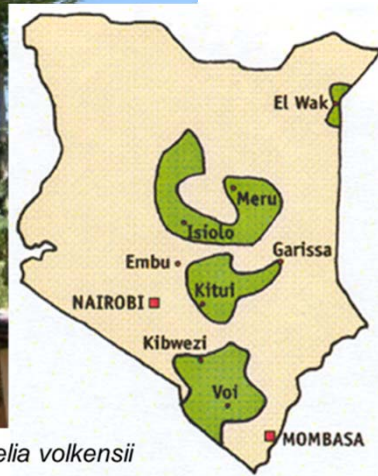 El Wak
Meru
Isiolo
Garissa
Embu
Kitui
NAIROBI
Kibwezi
Voi
MOMBASA
elia volkensii